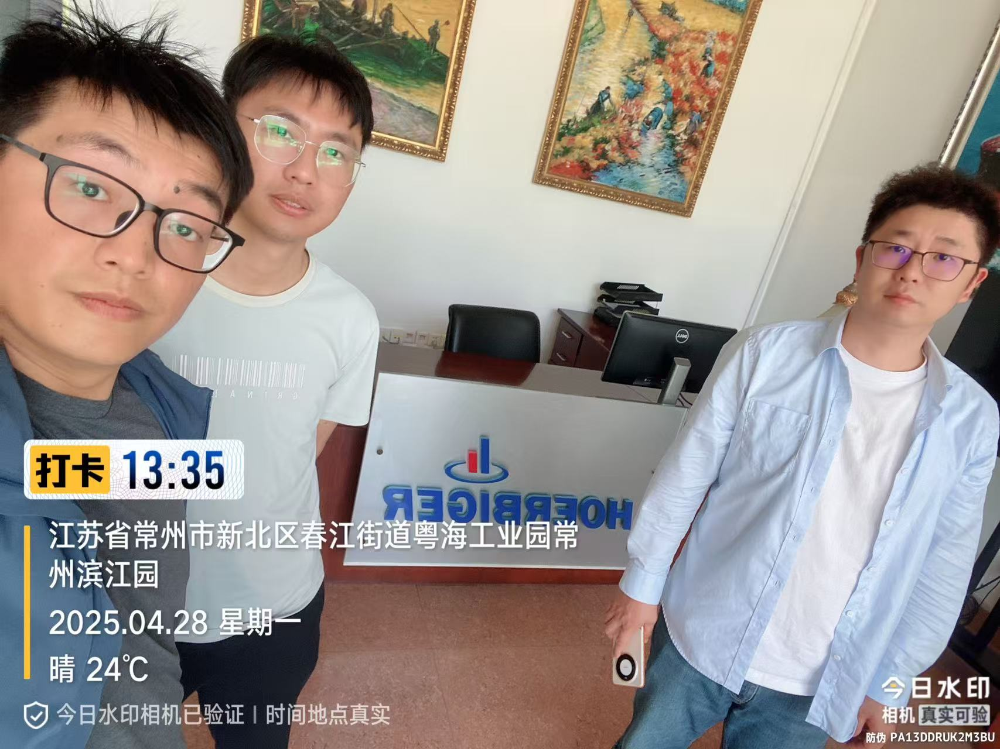 DELL
GRINAL
HOERBIGER
打卡 13:35
江苏省常州市新北区春江街道粤海工业园常
州滨江园
2025.04.28 星期一
晴 24℃
今日水印相机已验证 | 时间地点真实
今日水印
相机 真实可验
防伪 PA13DDRUK2M3BU